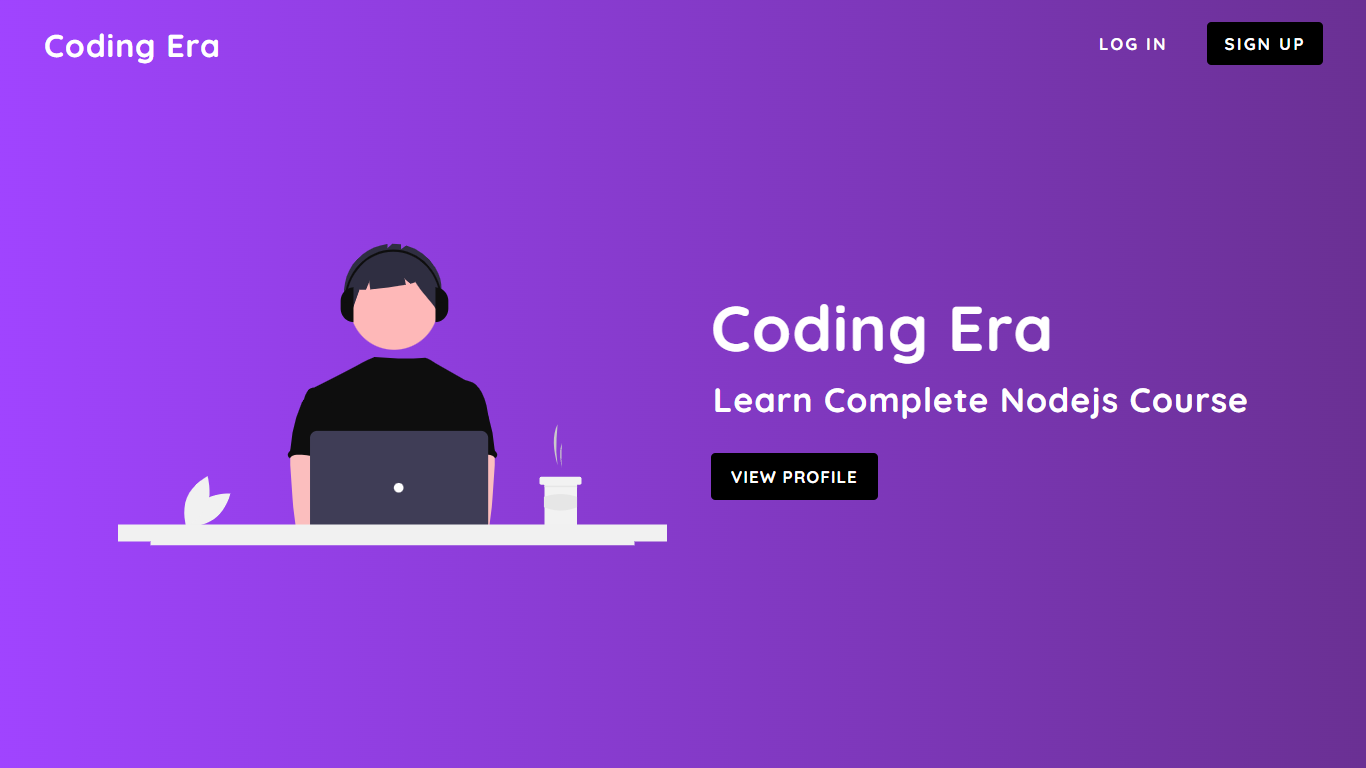 Coding Era
LOG IN
SIGN UP
Coding Era
Learn Complete Nodejs Course
VIEW PROFILE